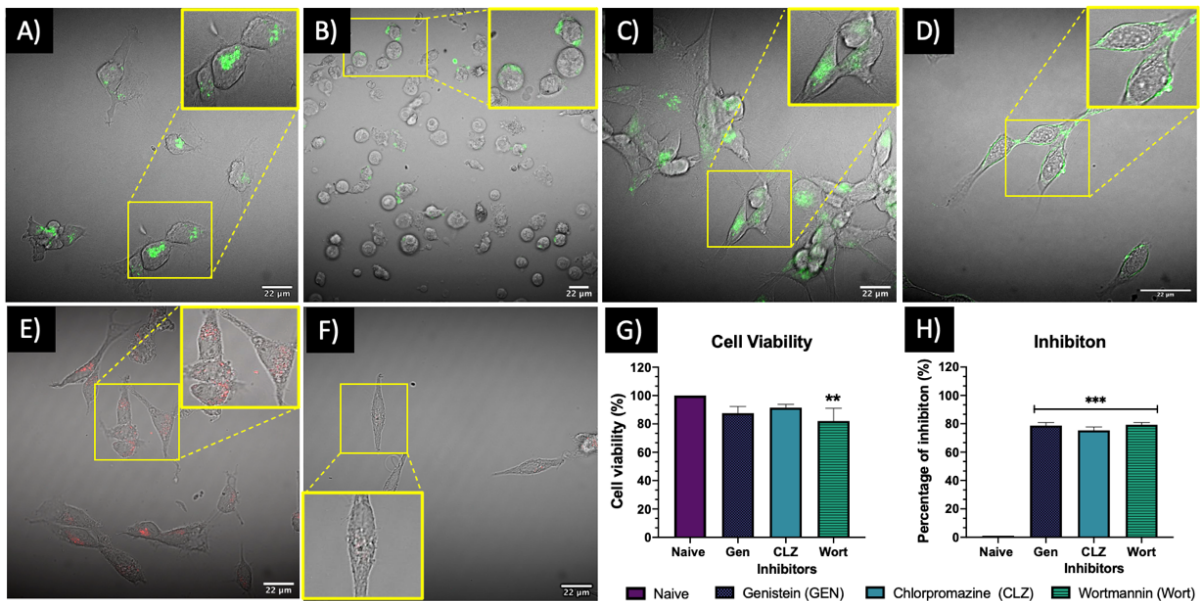 A)
B)
C)
D)
22 µm
22 µm
22 µm
22 µm
E)
F)
G)
H)
22 µm
22 µm
Cell Viability
Cell viability (%)
120
100
80
60
40
20
0
**
Naive
Gen
CLZ
Wort
Inhibitors
Inhibiton
Percentage of inhibiton (%)
120
100
80
60
40
20
0
***
Naive
Gen
CLZ
Wort
Inhibitors
Naive
Genistein (GEN)
Chlorpromazine (CLZ)
Wortmannin (Wort)